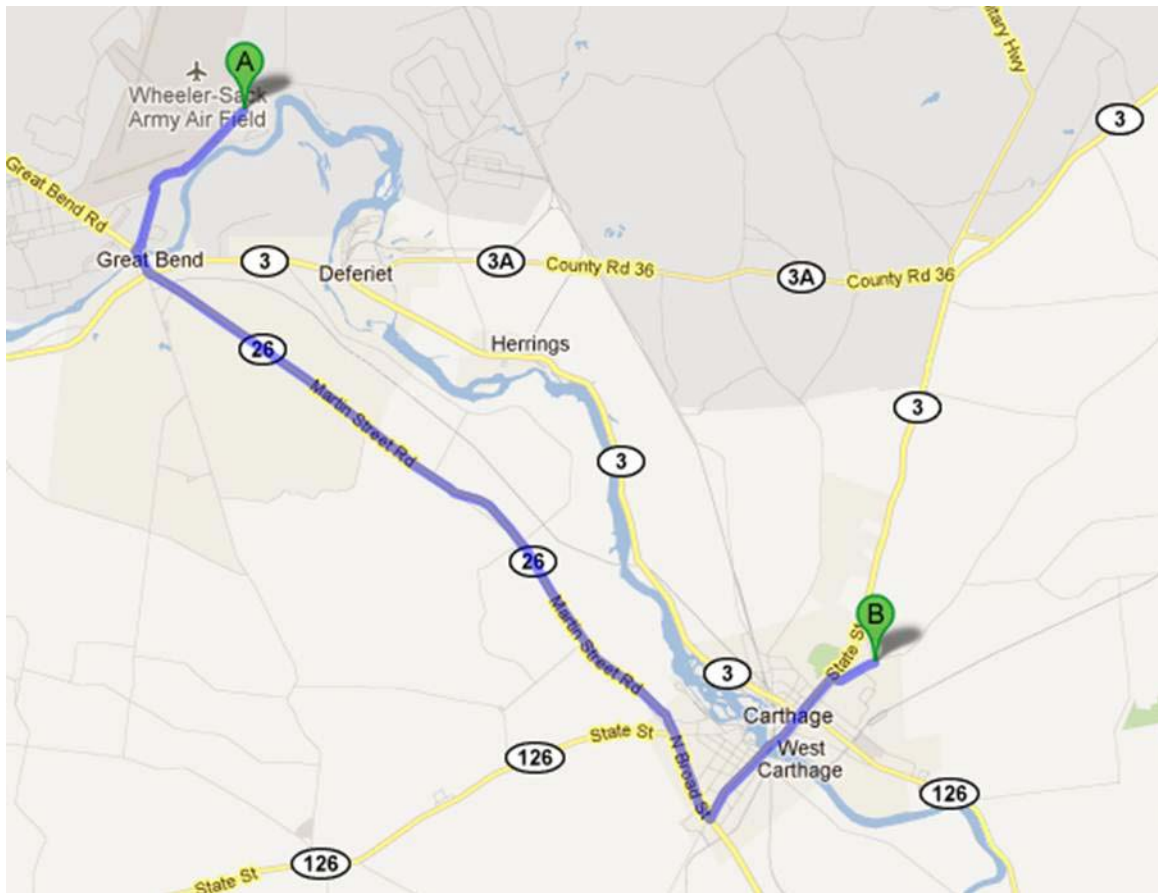 itary Hwy
A
Wheeler-Sack
Army Air Field
3
Great Bend Rd
Great Bend
3
Deferiet
3A
County Rd 36
3A
County Rd 36
Herrings
26
Martin Street Rd
3
3
26
Martin Street Rd
B
State St
3
Carthage
State St
126
N Broad St
West
Carthage
126
126
State St